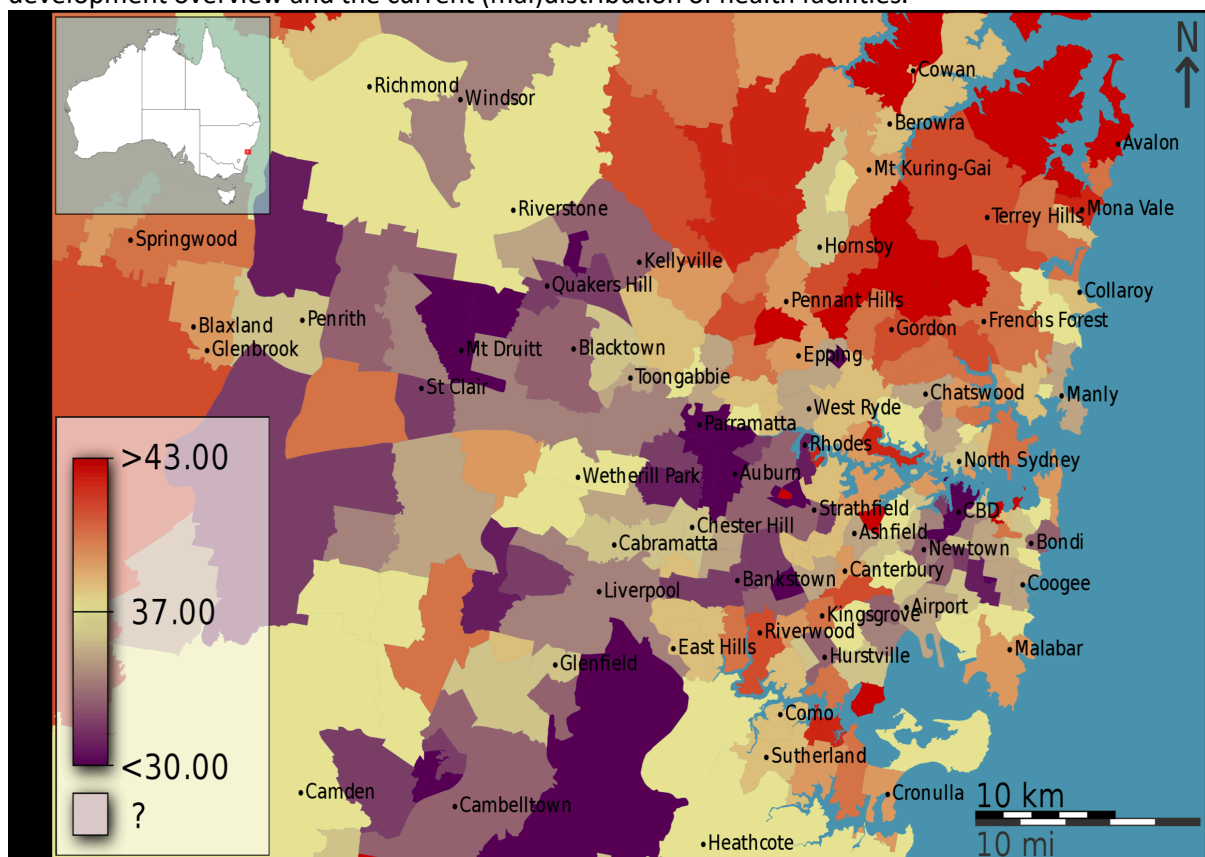 development overview and the current (mal)distribution of health facilities.
N
Cowan
Richmond
Windsor
Berowra
Avalon
Mt Kuring-Gai
Riverstone
Terrey Hills
Mona Vale
Springwood
Hornsby
Kellyville
Quakers Hill
Collaroy
Pennant Hills
Blaxland
Penrith
Gordon
Frenchs Forest
Glenbrook
Mt Druitt
Blacktown
Epping
Toongabbie
St Clair
Chatswood
Manly
West Ryde
Parramatta
Rhodes
>43.00
North Sydney
Wetherill Park
Auburn
Strathfield
CBD
Chester Hill
Ashfield
Cabramatta
Newtown
Bondi
Canterbury
Bankstown
Coogee
Liverpool
37.00
Airport
Kingsgrove
Riverwood
East Hills
Hurstville
Malabar
Glenfield
Como
Sutherland
<30.00
Camden
Cambelltown
Cronulla
10 km
?
10 mi
Heathcote